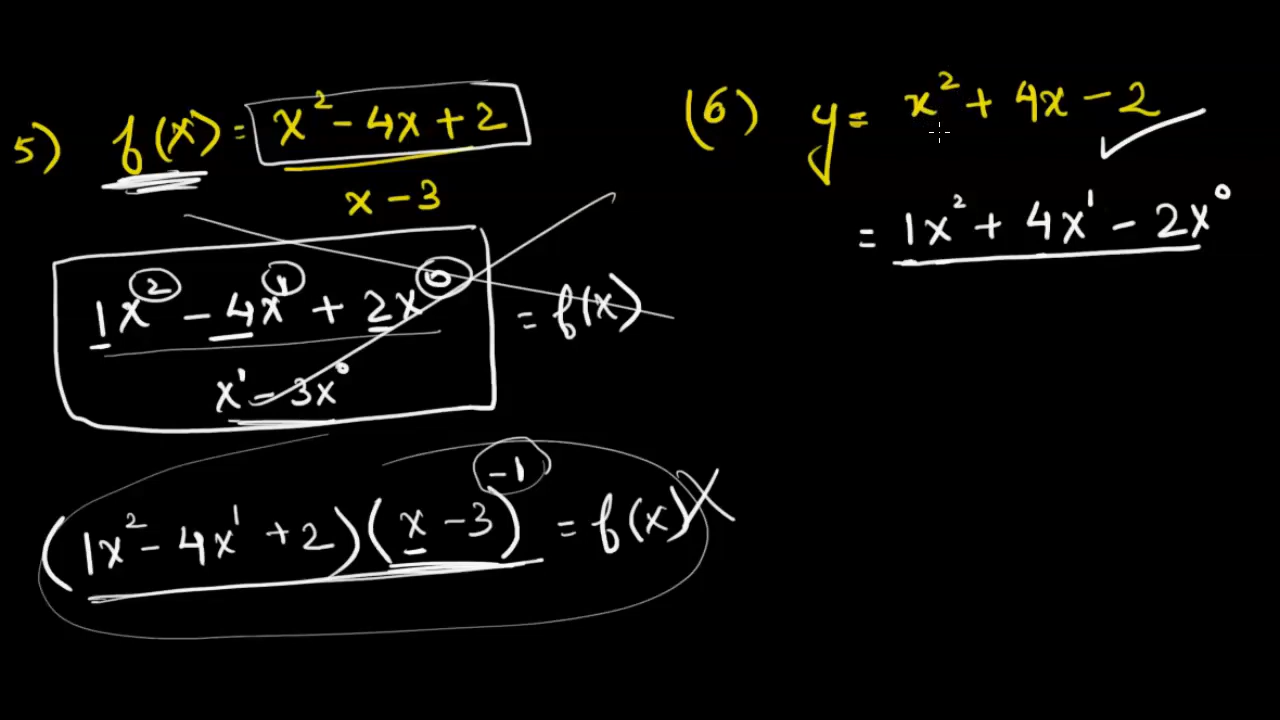 5) f(x) = x² - 4x + 2
x - 3
1x² - 4x¹ + 2x⁰ = f(x)
x¹ - 3x⁰
(1x² - 4x¹ + 2)(x - 3)⁻¹ = f(x)
(6) y = x² + 4x - 2
= 1x² + 4x¹ - 2x⁰